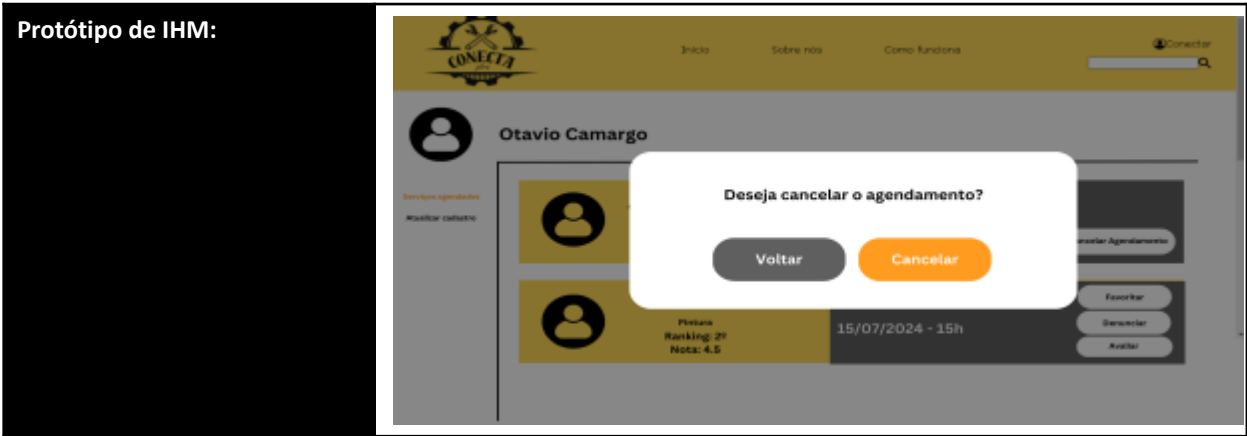 Protótipo de IHM:
CONECTA
Início
Sobre nós
Como funciona
Conectar
Otavio Camargo
Serviços agendados
Atualizar cadastro
Deseja cancelar o agendamento?
Voltar
Cancelar
Agendamento
Pintura
Ranking: 2º
Nota: 4.5
15/07/2024 - 15h
Favoritar
Denunciar
Avaliar